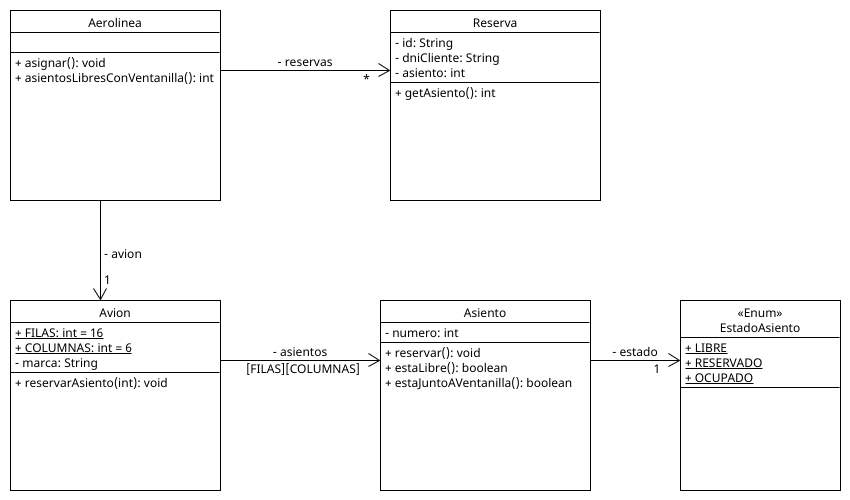 Aerolinea
+ asignar(): void
+ asientosLibresConVentanilla(): int
- reservas
*
Reserva
- id: String
- dniCliente: String
- asiento: int
+ getAsiento(): int
- avion
1
Avion
+ FILAS: int = 16
+ COLUMNAS: int = 6
- marca: String
+ reservarAsiento(int): void
- asientos
[FILAS][COLUMNAS]
Asiento
- numero: int
+ reservar(): void
+ estaLibre(): boolean
+ estaJuntoAVentanilla(): boolean
- estado
1
«Enum»
EstadoAsiento
+ LIBRE
+ RESERVADO
+ OCUPADO